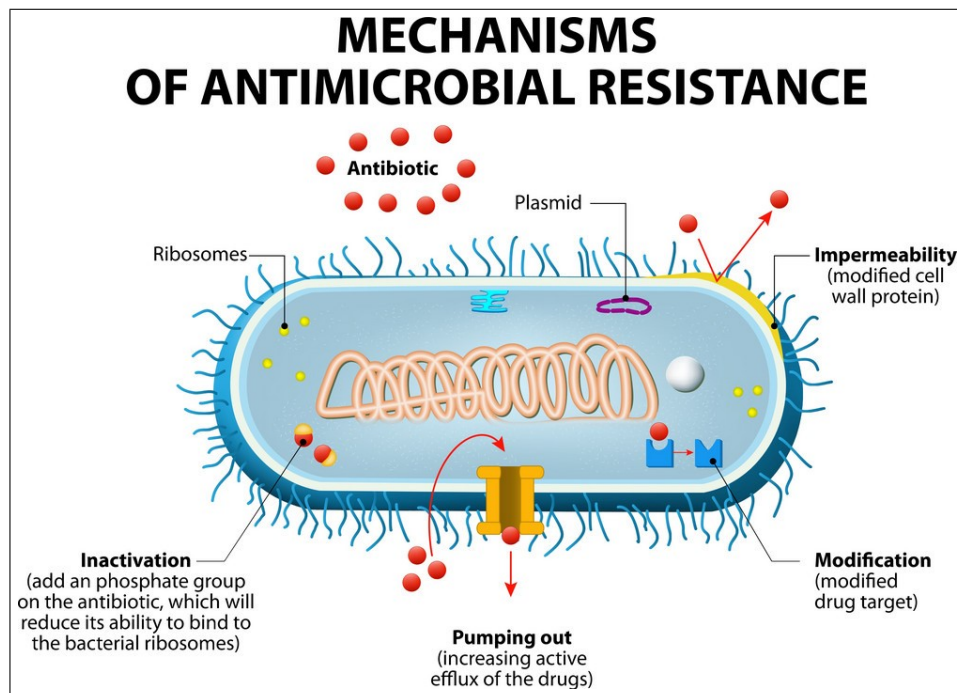 MECHANISMS
OF ANTIMICROBIAL RESISTANCE
Antibiotic
Plasmid
Ribosomes
Impermeability
(modified cell
wall protein)
Inactivation
(add an phosphate group
on the antibiotic, which will
reduce its ability to bind to
the bacterial ribosomes)
Pumping out
(increasing active
efflux of the drugs)
Modification
(modified
drug target)